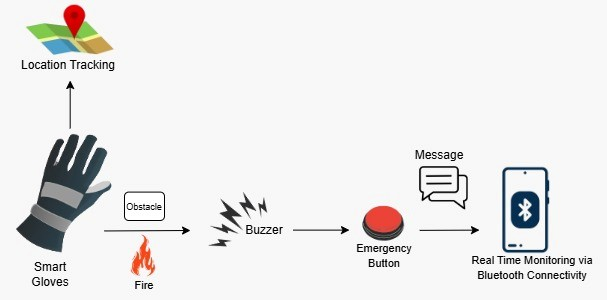 Location Tracking
Message
Obstacle
Buzzer
Smart
Gloves
Fire
Emergency
Button
Real Time Monitoring via
Bluetooth Connectivity